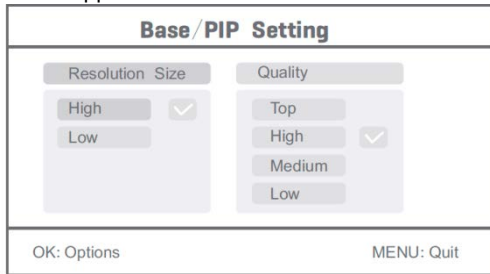 Base/PIP Setting
Resolution Size
High
Low
Quality
Top
High
Medium
Low
OK: Options
MENU: Quit